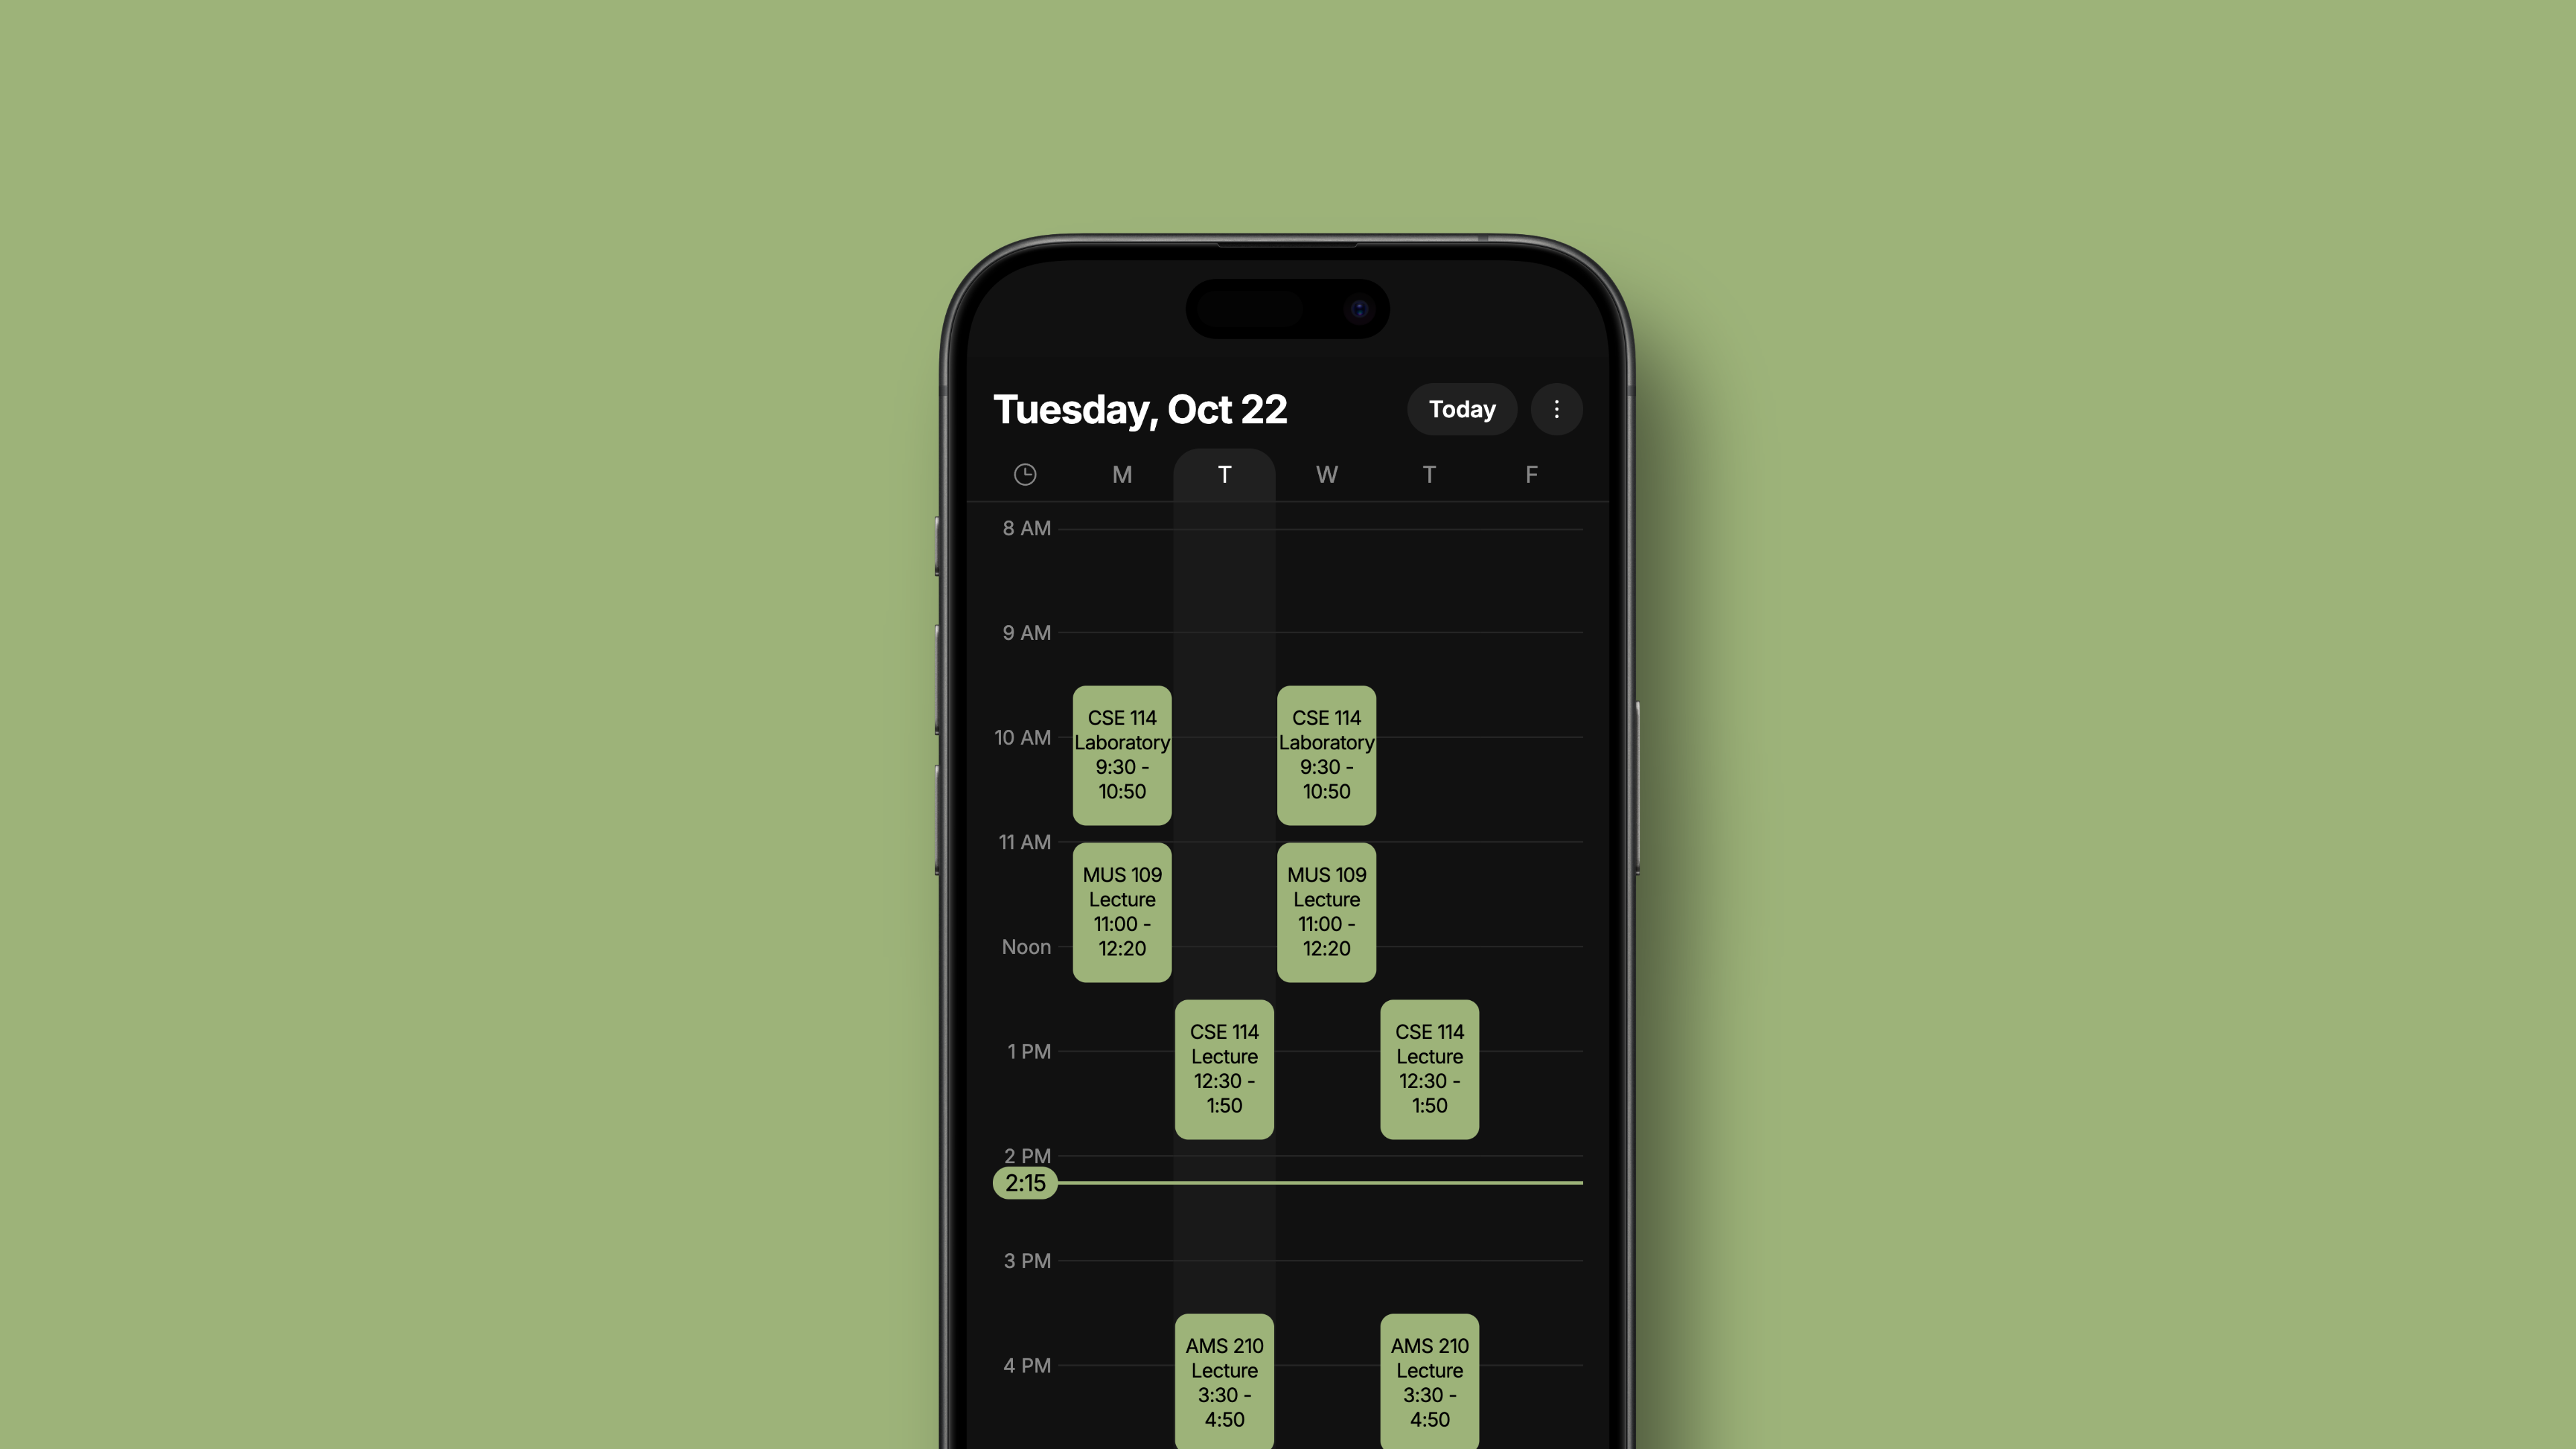 Tuesday, Oct 22
Today
M T W T F
8 AM
9 AM
CSE 114
Laboratory
9:30 -
10:50
CSE 114
Laboratory
9:30 -
10:50
10 AM
11 AM
MUS 109
Lecture
11:00 -
12:20
MUS 109
Lecture
11:00 -
12:20
Noon
CSE 114
Lecture
12:30 -
1:50
CSE 114
Lecture
12:30 -
1:50
1 PM
2 PM
2:15
3 PM
AMS 210
Lecture
3:30 -
4:50
AMS 210
Lecture
3:30 -
4:50
4 PM